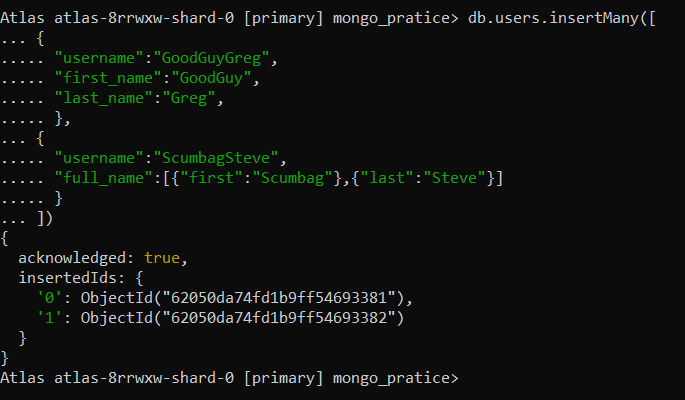 Atlas atlas-8rrwxw-shard-0 [primary] mongo_pratice> db.users.insertMany([
... {
..... "username":"GoodGuyGreg",
..... "first_name":"GoodGuy",
..... "last_name":"Greg",
..... },
... {
..... "username":"ScumbagSteve",
..... "full_name":[{"first":"Scumbag"},{"last":"Steve"}]
..... }
... ])
{
  acknowledged: true,
  insertedIds: {
    '0': ObjectId("62050da74fd1b9ff54693381"),
    '1': ObjectId("62050da74fd1b9ff54693382")
  }
}
Atlas atlas-8rrwxw-shard-0 [primary] mongo_pratice>